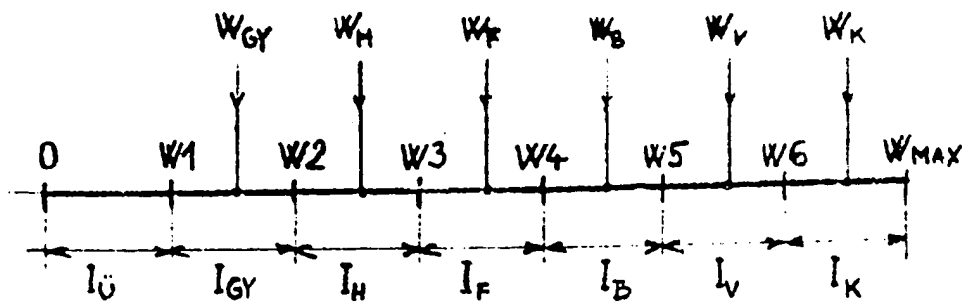 W_GY W_H W_F W_B W_V W_K
0 W1 W2 W3 W4 W5 W6 W_MAX
I_Ü I_GY I_H I_F I_B I_V I_K